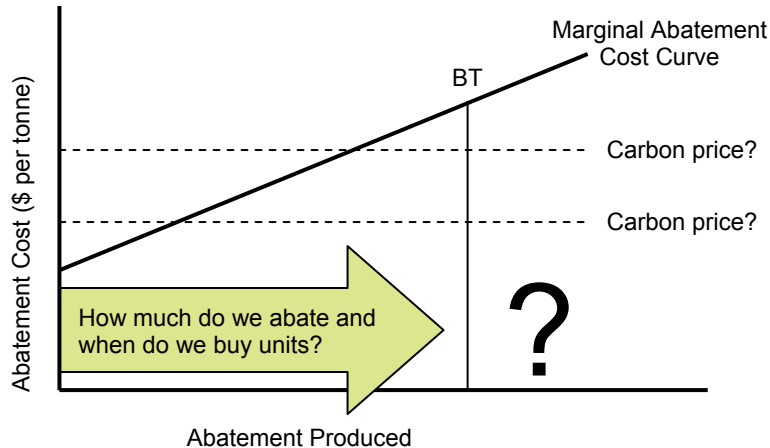 Marginal Abatement
Cost Curve
BT
Carbon price?
Carbon price?
Abatement Cost ($ per tonne)
How much do we abate and
when do we buy units?
?
Abatement Produced